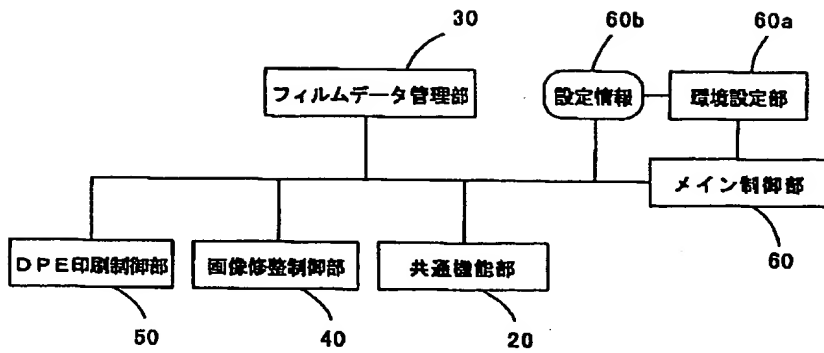 30
60b
60a
フィルムデータ管理部
設定情報
環境設定部
メイン制御部
60
DPE印刷制御部
画像修整制御部
共通機能部
50
40
20